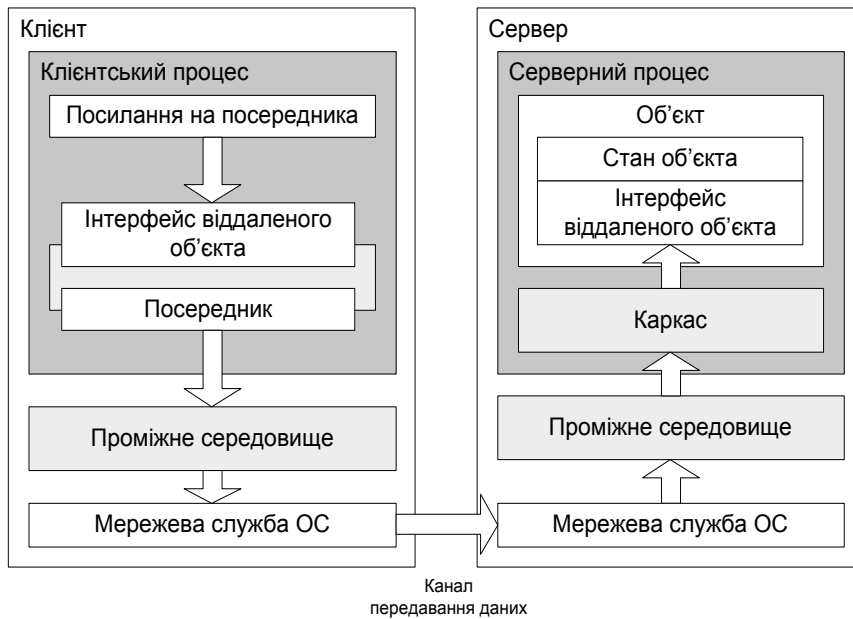 Клієнт
Клієнтський процес
Посилання на посередника
Інтерфейс віддаленого
об’єкта
Посередник
Проміжне середовище
Мережева служба ОС
Сервер
Серверний процес
Об’єкт
Стан об’єкта
Інтерфейс
віддаленого об’єкта
Каркас
Проміжне середовище
Мережева служба ОС
Канал
передавання даних